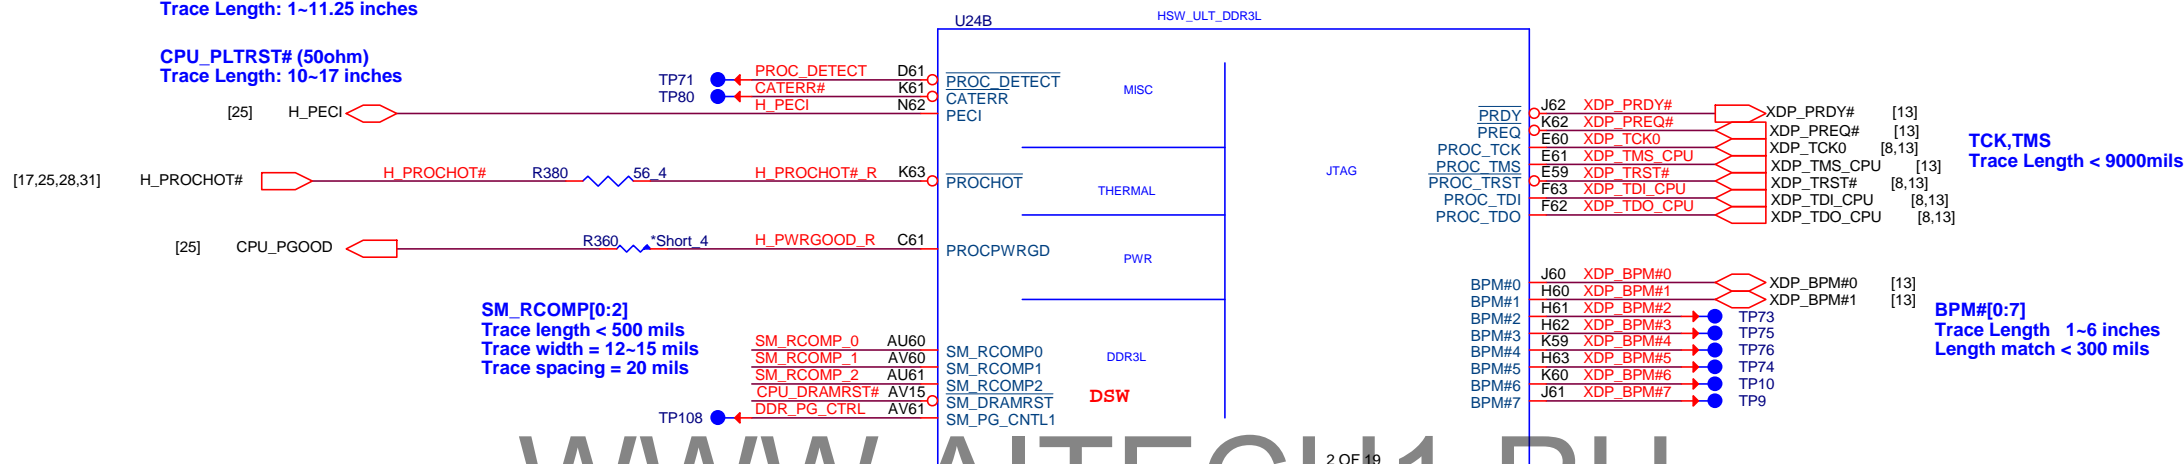 Trace Length: 1~11.25 inches
U24B
HSW_ULT_DDR3L
CPU_PLTRST# (50ohm)
Trace Length: 10~17 inches
TP71 PROC_DETECT D61 PROC_DETECT
TP80 CATERR# K61 CATERR
[25] H_PECI H_PECI N62 PECI
MISC
[17,25,28,31] H_PROCHOT# H_PROCHOT# R380 56_4 H_PROCHOT#_R K63 PROCHOT
THERMAL
[25] CPU_PGOOD R360 *Short_4 H_PWRGOOD_R C61 PROCPWRGD
PWR
SM_RCOMP[0:2]
Trace length < 500 mils
Trace width = 12~15 mils
Trace spacing = 20 mils
SM_RCOMP_0 AU60 SM_RCOMP0
SM_RCOMP_1 AV60 SM_RCOMP1
SM_RCOMP_2 AU61 SM_RCOMP2
CPU_DRAMRST# AV15 SM_DRAMRST
TP108 DDR_PG_CTRL AV61 SM_PG_CNTL1
DDR3L
DSW
JTAG
PRDY J62 XDP_PRDY# XDP_PRDY# [13]
PREQ K62 XDP_PREQ# XDP_PREQ# [13]
PROC_TCK E60 XDP_TCK0 XDP_TCK0 [8,13]
PROC_TMS E61 XDP_TMS_CPU XDP_TMS_CPU [13]
PROC_TRST E59 XDP_TRST# XDP_TRST# [8,13]
PROC_TDI F63 XDP_TDI_CPU XDP_TDI_CPU [8,13]
PROC_TDO F62 XDP_TDO_CPU XDP_TDO_CPU [8,13]
TCK,TMS
Trace Length < 9000mils
BPM#0 J60 XDP_BPM#0 XDP_BPM#0 [13]
BPM#1 H60 XDP_BPM#1 XDP_BPM#1 [13]
BPM#2 H61 XDP_BPM#2 TP73
BPM#3 H62 XDP_BPM#3 TP75
BPM#4 K59 XDP_BPM#4 TP76
BPM#5 H63 XDP_BPM#5 TP74
BPM#6 K60 XDP_BPM#6 TP10
BPM#7 J61 XDP_BPM#7 TP9
BPM#[0:7]
Trace Length 1~6 inches
Length match < 300 mils
WWW.AITECH1.RU
2 OF 19